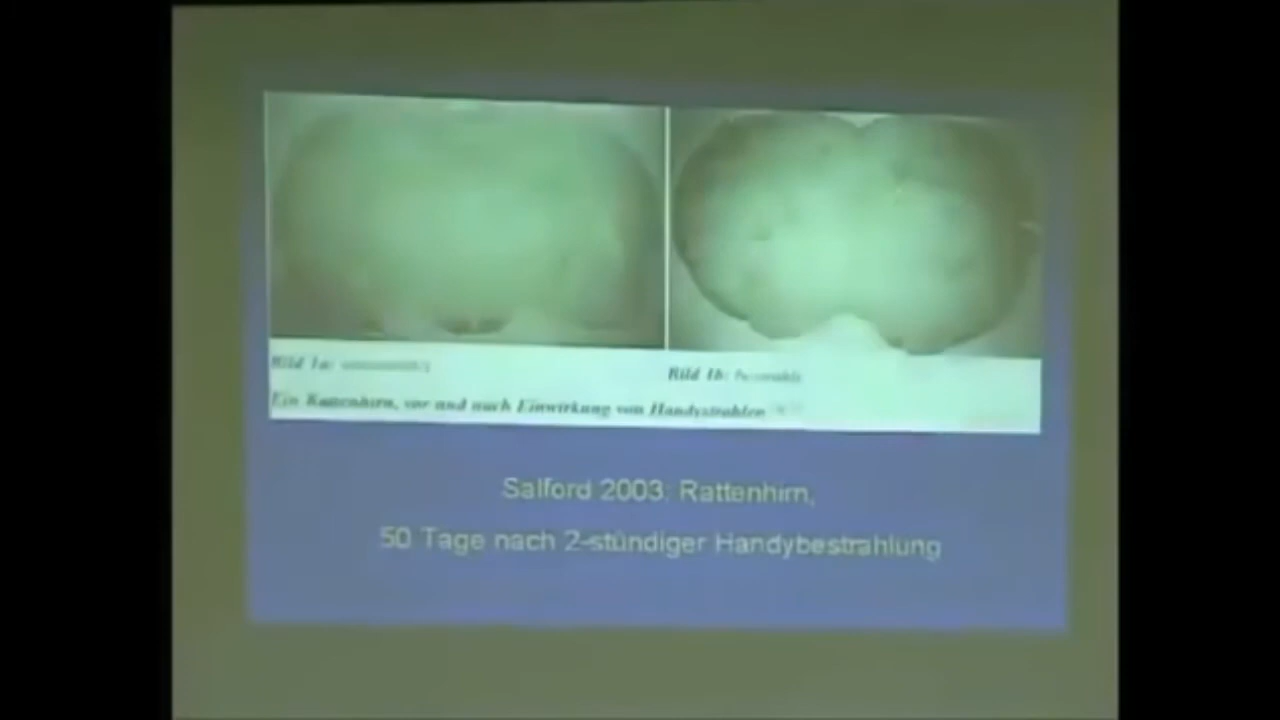 Bild 1a:
Bild 1b:
Ein Rattenhirn, vor und nach Einwirkung von Handystrahlen
Salford 2003: Rattenhirn,
50 Tage nach 2-stündiger Handybestrahlung